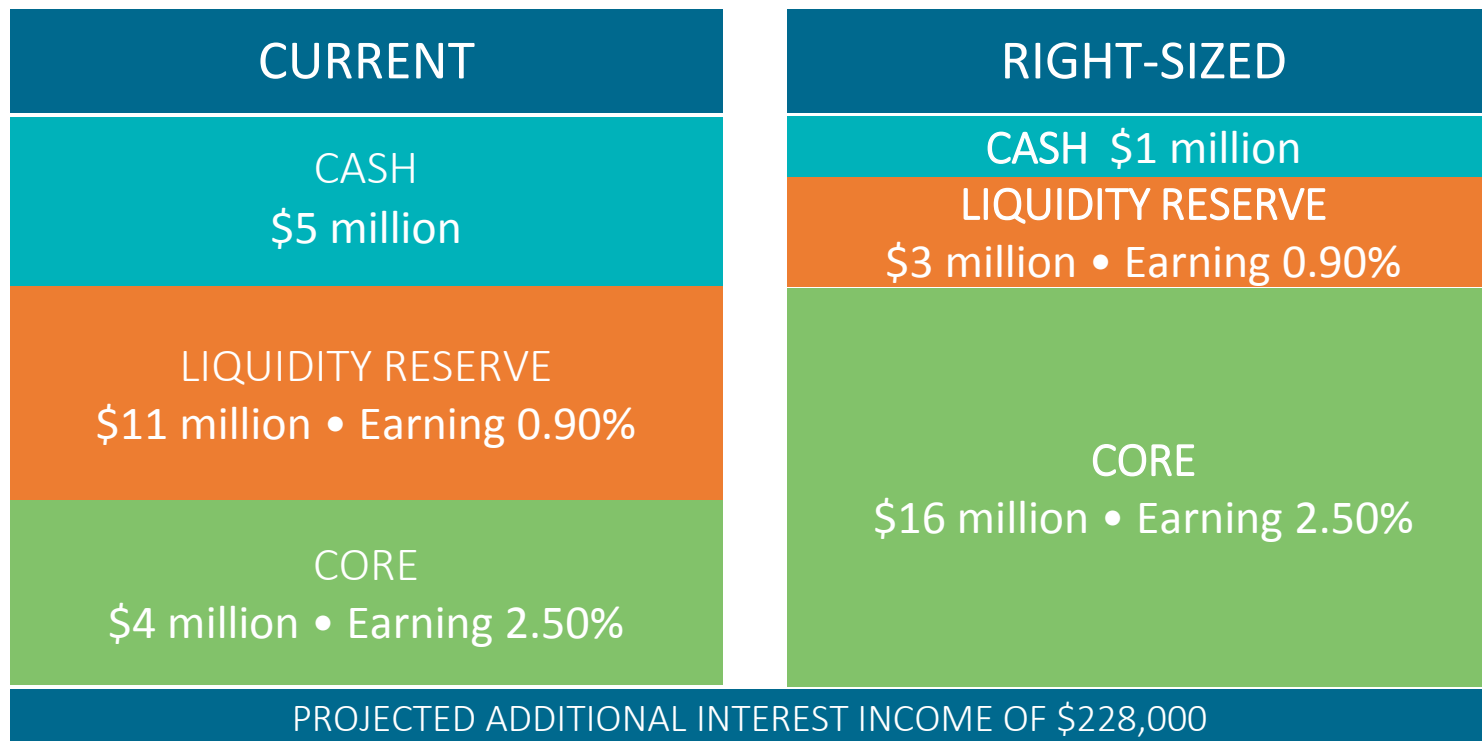 CURRENT
CASH
$5 million
LIQUIDITY RESERVE
$11 million • Earning 0.90%
CORE
$4 million • Earning 2.50%
RIGHT-SIZED
CASH $1 million
LIQUIDITY RESERVE
$3 million • Earning 0.90%
CORE
$16 million • Earning 2.50%
PROJECTED ADDITIONAL INTEREST INCOME OF $228,000